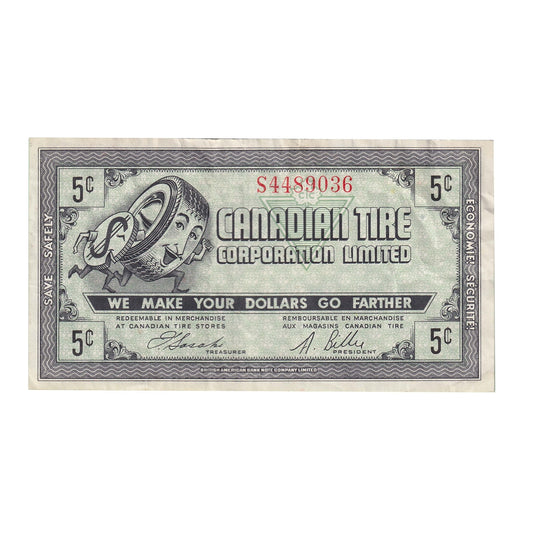 5¢ S4489036 5¢
CANADIAN TIRE
CORPORATION LIMITED
$
WE MAKE YOUR DOLLARS GO FARTHER
REDEEMABLE IN MERCHANDISE
AT CANADIAN TIRE STORES
REMBOURSABLE EN MARCHANDISE
AUX MAGASINS CANADIAN TIRE
5¢ 5¢
TREASURER
A. Billes
PRESIDENT
BRITISH AMERICAN BANK NOTE COMPANY LIMITED
SAVE SAFELY
ECONOMIE! SÉCURITÉ!